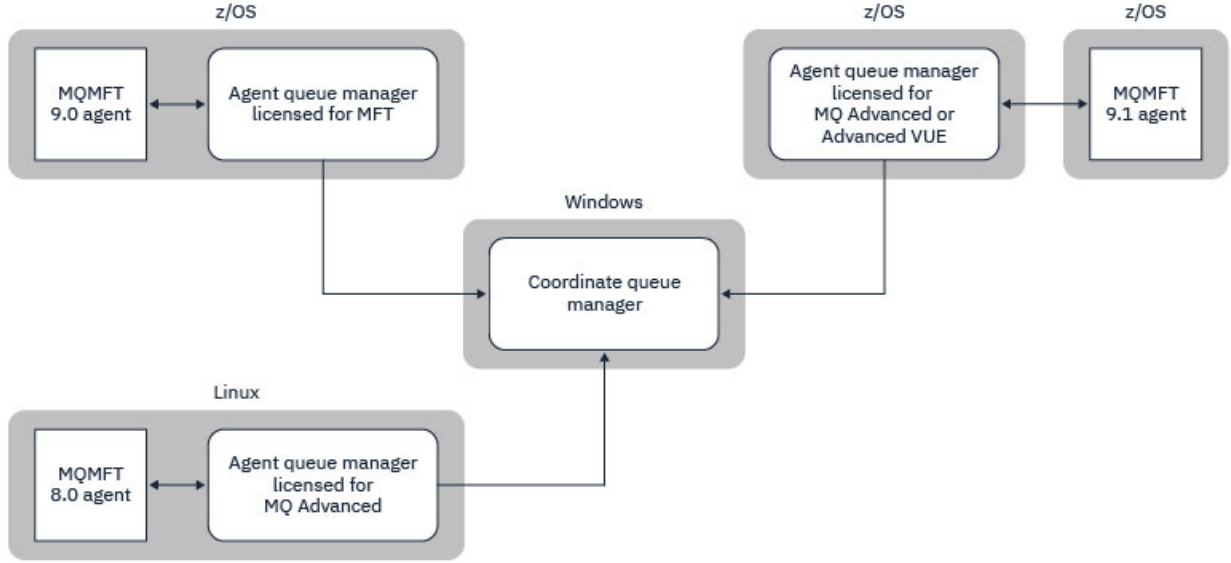 z/OS
MQMFT
9.0 agent
Agent queue manager
licensed for MFT
z/OS
Agent queue manager
licensed for
MQ Advanced or
Advanced VUE
z/OS
MQMFT
9.1 agent
Windows
Coordinate queue
manager
Linux
MQMFT
8.0 agent
Agent queue manager
licensed for
MQ Advanced